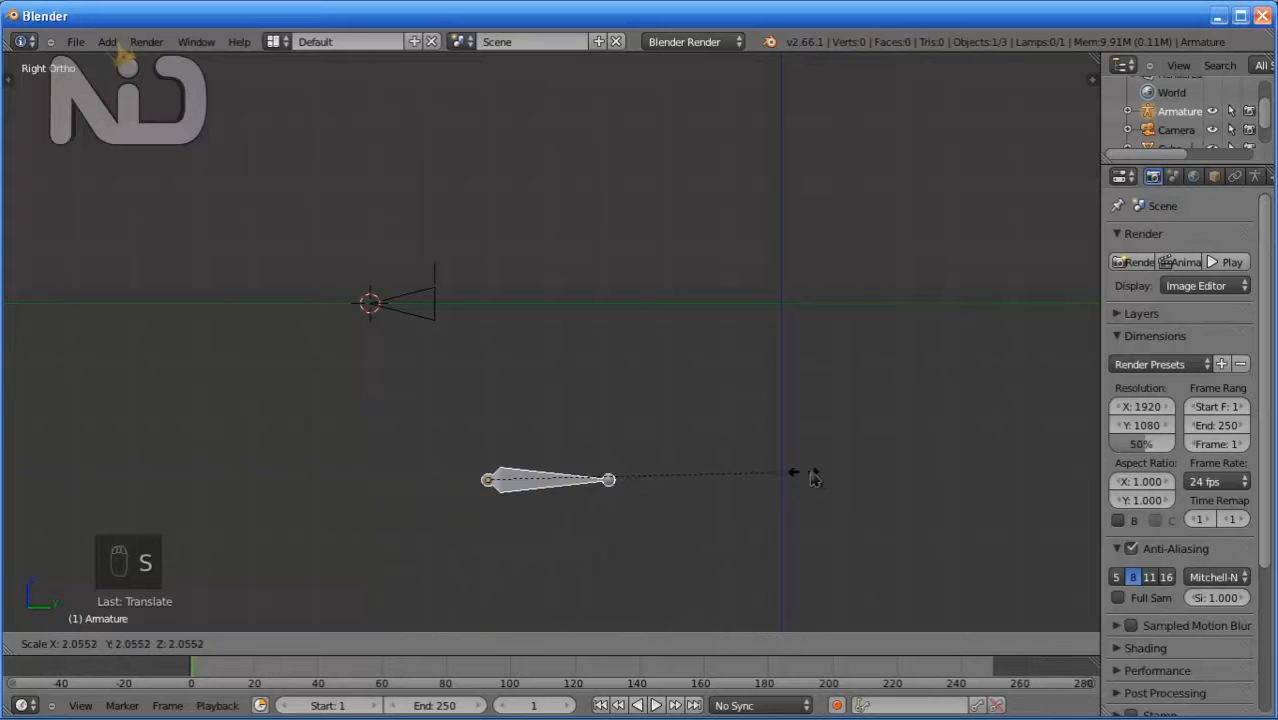 Blender
File Add Render Window Help Default Scene Blender Render v2.66.1 | Verts:0 | Faces:0 | Tris:0 | Objects:1/3 | Lamps:0/1 | Mem:9.91M (0.11M) | Armature
Right Ortho
NiD
View Search All S
World
Armature
Camera
Scene
Render
Rende Anima Play
Display: Image Editor
Layers
Dimensions
Render Presets
Resolution: Frame Rang
X: 1920 Start F: 1
Y: 1080 End: 250
50% Frame: 1
Aspect Ratio: Frame Rate:
X: 1.000 24 fps
Y: 1.000 Time Remap
B C 1 1
Anti-Aliasing
5 8 11 16 Mitchell-N
Full Sam Si: 1.000
Sampled Motion Blur
Shading
Performance
Post Processing
S
Last: Translate
z
y
(1) Armature
Scale X: 2.0552 Y: 2.0552 Z: 2.0552
-40 -20 0 20 40 60 80 100 120 140 160 180 200 220 240 260 280
View Marker Frame Playback Start: 1 End: 250 1 No Sync